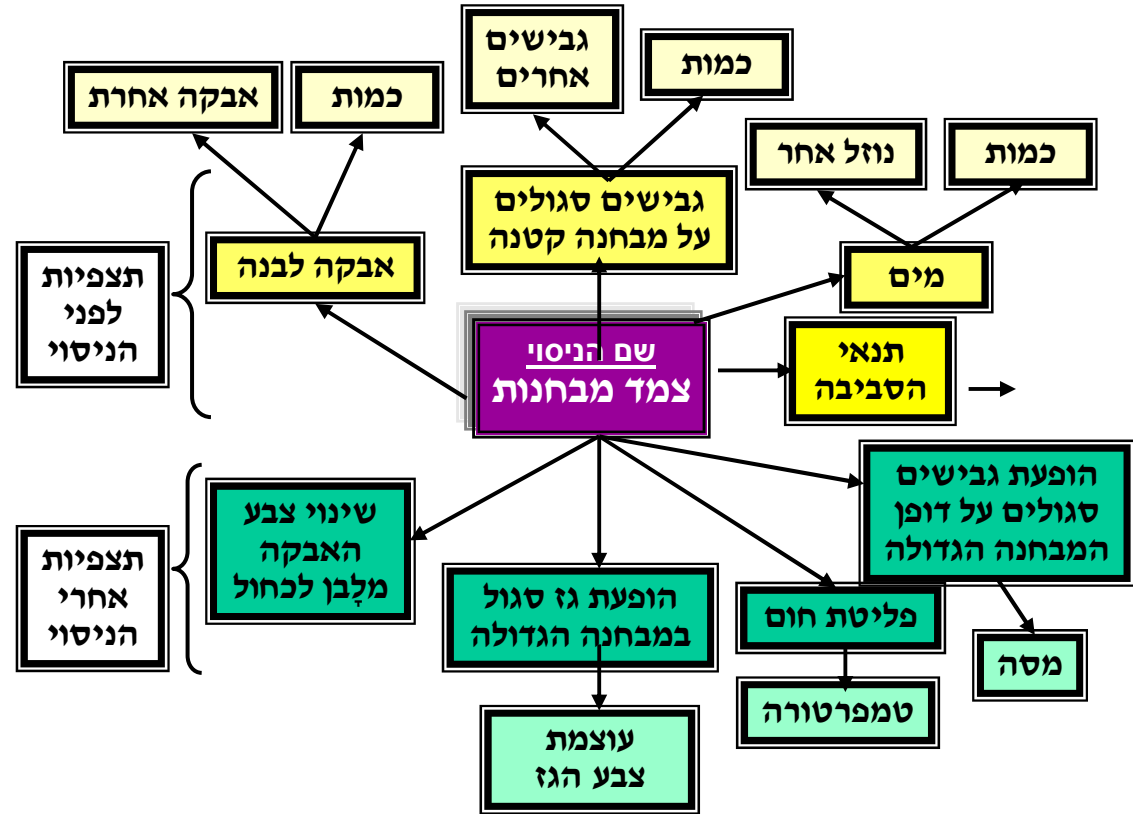 גבישים
אחרים
כמות
אבקה אחרת
כמות
נוזל אחר
כמות
גבישים סגולים
על מבחנה קטנה
אבקה לבנה
מים
תצפיות
לפני
הניסוי
שם הניסוי
צמד מבחנות
תנאי
הסביבה
הופעת גבישים
סגולים על דופן
המבחנה הגדולה
שינוי צבע
האבקה
מלָבן לכחול
תצפיות
אחרי
הניסוי
הופעת גז סגול
במבחנה הגדולה
פליטת חום
מסה
טמפרטורה
עוצמת
צבע הגז